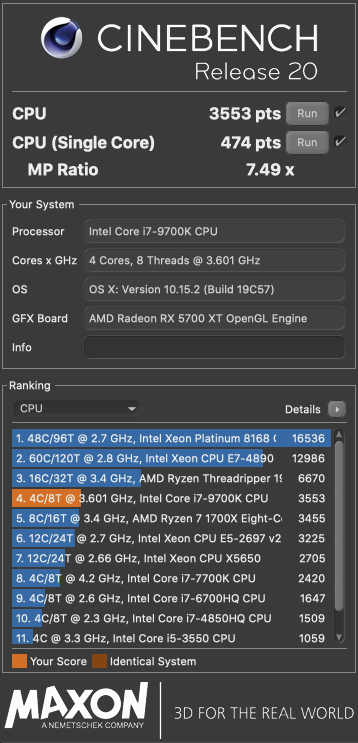 CINEBENCH
Release 20
CPU 3553 pts Run
CPU (Single Core) 474 pts Run
MP Ratio 7.49 x
Your System
Processor Intel Core i7-9700K CPU
Cores x GHz 4 Cores, 8 Threads @ 3.601 GHz
OS OS X: Version 10.15.2 (Build 19C57)
GFX Board AMD Radeon RX 5700 XT OpenGL Engine
Info
Ranking
CPU Details
1. 48C/96T @ 2.7 GHz, Intel Xeon Platinum 8168 C 16536
2. 60C/120T @ 2.8 GHz, Intel Xeon CPU E7-4890 12986
3. 16C/32T @ 3.4 GHz, AMD Ryzen Threadripper 19 6670
4. 4C/8T @ 3.601 GHz, Intel Core i7-9700K CPU 3553
5. 8C/16T @ 3.4 GHz, AMD Ryzen 7 1700X Eight-Co 3455
6. 12C/24T @ 2.7 GHz, Intel Xeon CPU E5-2697 v2 3225
7. 12C/24T @ 2.66 GHz, Intel Xeon CPU X5650 2705
8. 4C/8T @ 4.2 GHz, Intel Core i7-7700K CPU 2420
9. 4C/8T @ 2.6 GHz, Intel Core i7-6700HQ CPU 1647
10. 4C/8T @ 2.3 GHz, Intel Core i7-4850HQ CPU 1509
11. 4C @ 3.3 GHz, Intel Core i5-3550 CPU 1059
Your Score Identical System
MAXON
A NEMETSCHEK COMPANY
3D FOR THE REAL WORLD